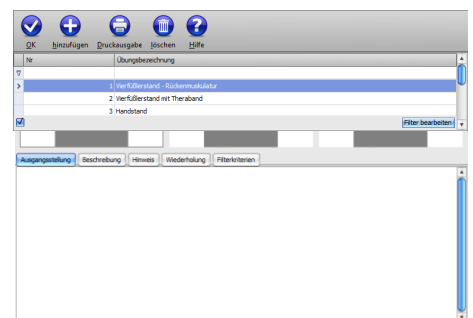 OK hinzufügen Druckausgabe löschen Hilfe
Nr Übungsbezeichnung
1 Vierfüßlerstand - Rückenmuskulatur
2 Vierfüßlerstand mit Theraband
3 Handstand
Filter bearbeiten
Ausgangsstellung Beschreibung Hinweis Wiederholung Filterkriterien